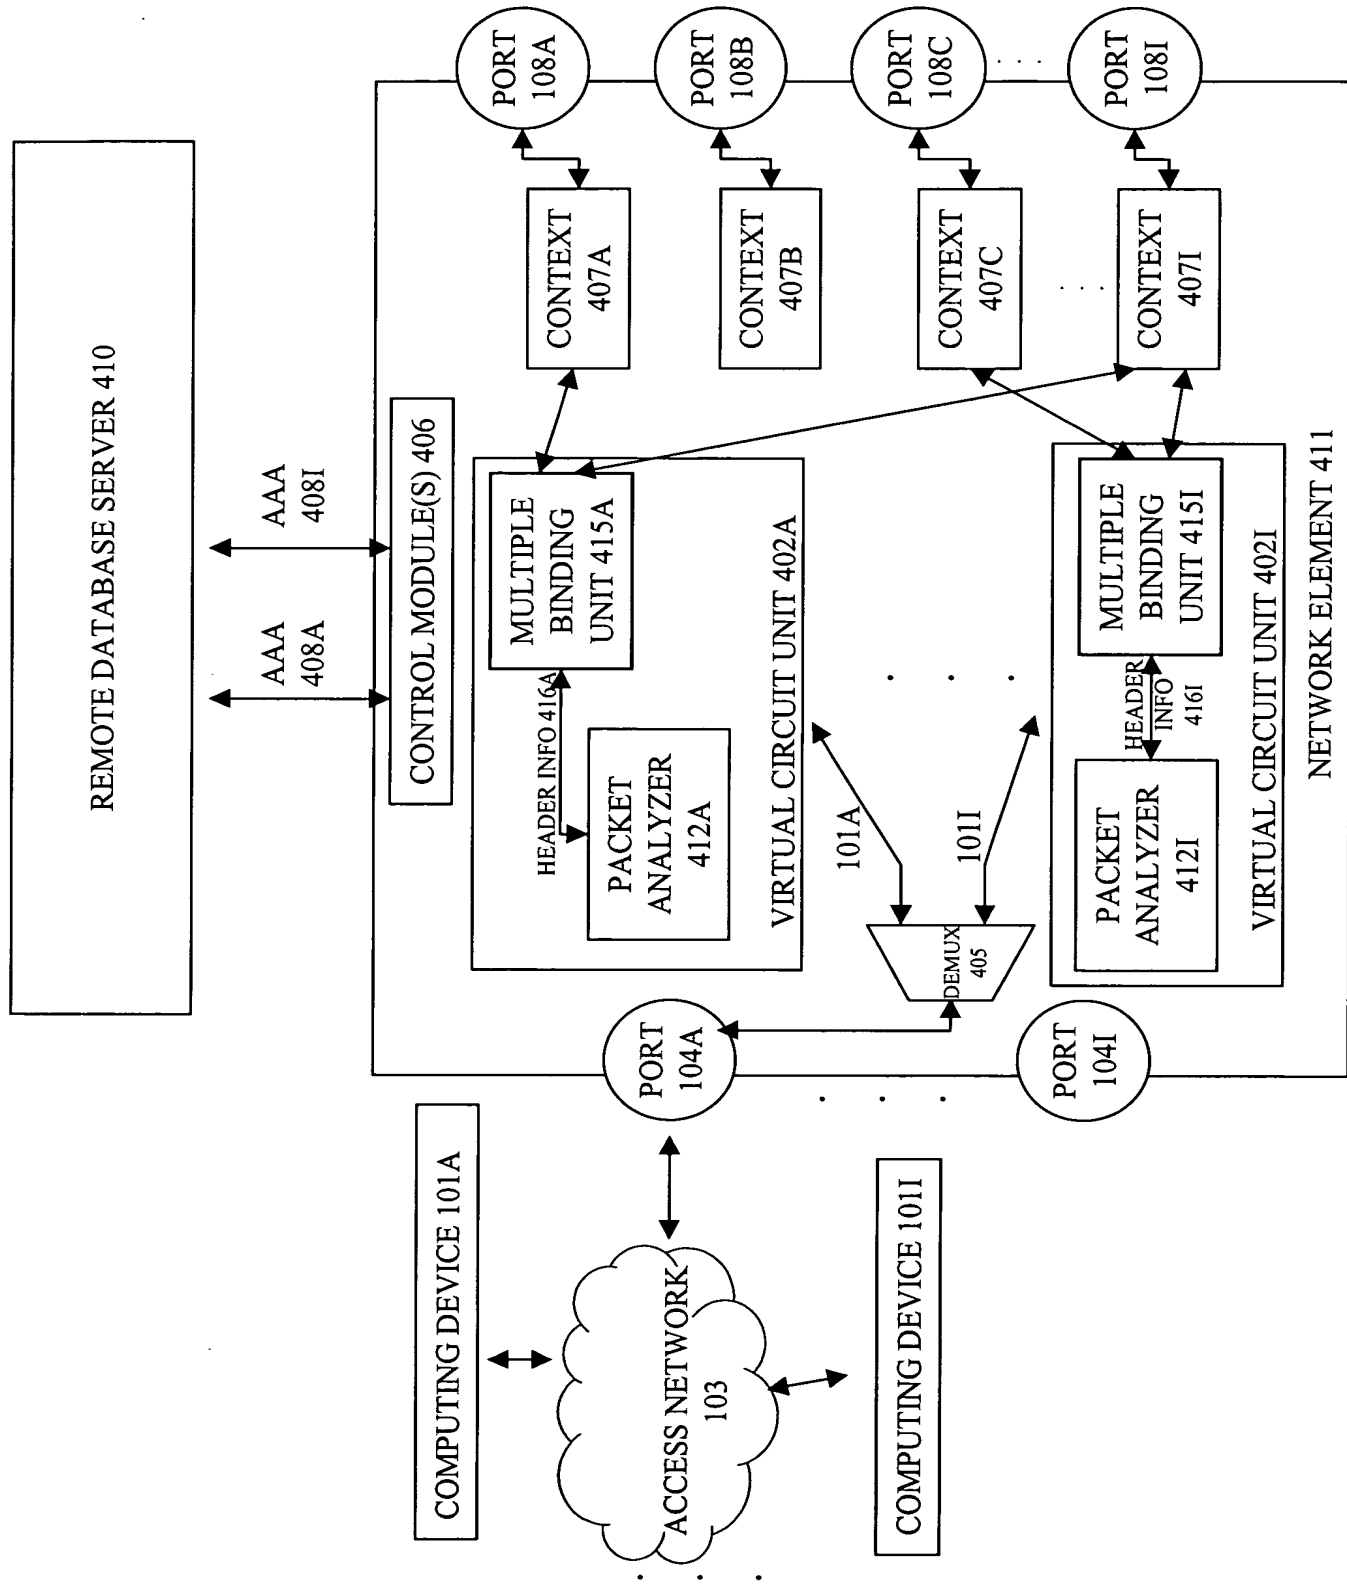 REMOTE DATABASE SERVER 410
AAA
408A
AAA
408I
COMPUTING DEVICE 101A
ACCESS NETWORK
103
COMPUTING DEVICE 101I
PORT
104A
PORT
104I
CONTROL MODULE(S) 406
PACKET
ANALYZER
412A
HEADER INFO 416A
MULTIPLE
BINDING
UNIT 415A
VIRTUAL CIRCUIT UNIT 402A
101A
101I
DEMUX
405
PACKET
ANALYZER
412I
HEADER
INFO
416I
MULTIPLE
BINDING
UNIT 415I
VIRTUAL CIRCUIT UNIT 402I
NETWORK ELEMENT 411
CONTEXT
407A
CONTEXT
407B
CONTEXT
407C
CONTEXT
407I
PORT
108A
PORT
108B
PORT
108C
PORT
108I